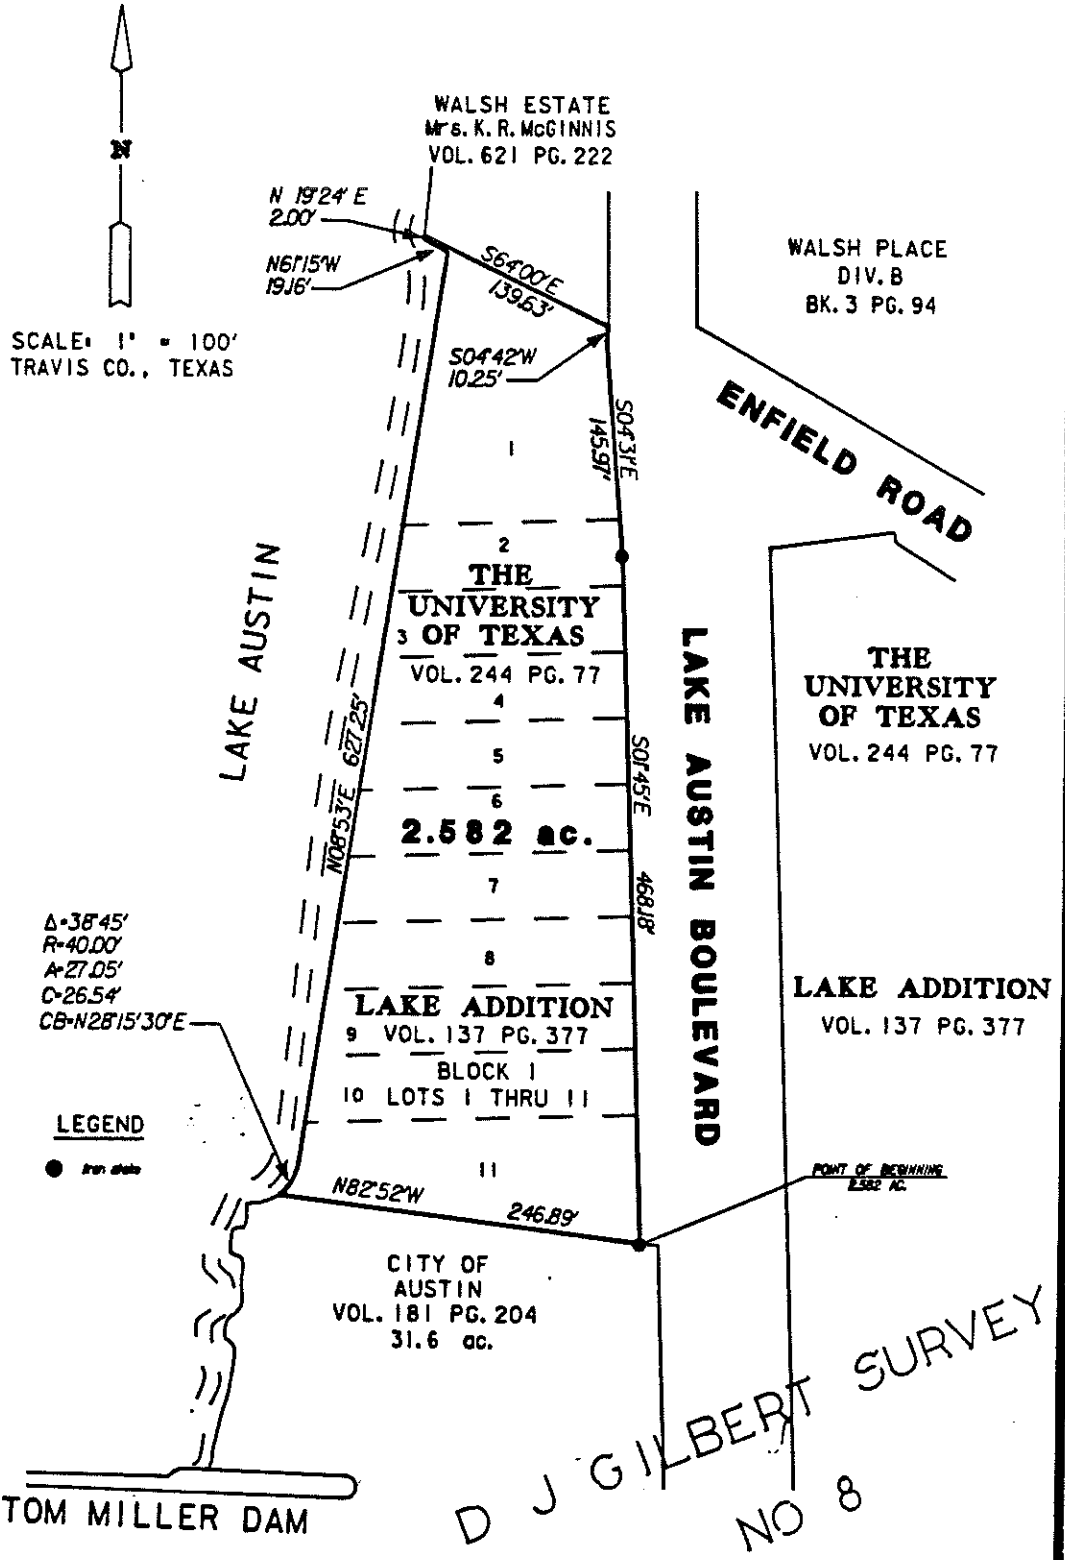 WALSH ESTATE
Mrs. K. R. McGINNIS
VOL. 621 PG. 222
N
SCALE: 1" = 100'
TRAVIS CO., TEXAS
N 19°24' E
2.00'
N61°15'W
19.16'
S64°00'E
139.63'
S04°42'W
10.25'
WALSH PLACE
DIV. B
BK. 3 PG. 94
ENFIELD ROAD
S04°31'E
145.97'
1
2
THE
UNIVERSITY
3 OF TEXAS
VOL. 244 PG. 77
4
5
6
2.582 ac.
7
8
LAKE ADDITION
9 VOL. 137 PG. 377
BLOCK 1
10 LOTS 1 THRU 11
11
LAKE AUSTIN
N08°53'E 627.25'
S01°45'E
468.18'
LAKE AUSTIN BOULEVARD
THE
UNIVERSITY
OF TEXAS
VOL. 244 PG. 77
LAKE ADDITION
VOL. 137 PG. 377
Δ=38°45'
R=40.00'
A=27.05'
C=26.54'
CB=N28°15'30"E
LEGEND
Iron stake
N82°52'W
246.89'
POINT OF BEGINNING
2.582 AC.
CITY OF
AUSTIN
VOL. 181 PG. 204
31.6 ac.
D J GILBERT SURVEY
NO 8
TOM MILLER DAM